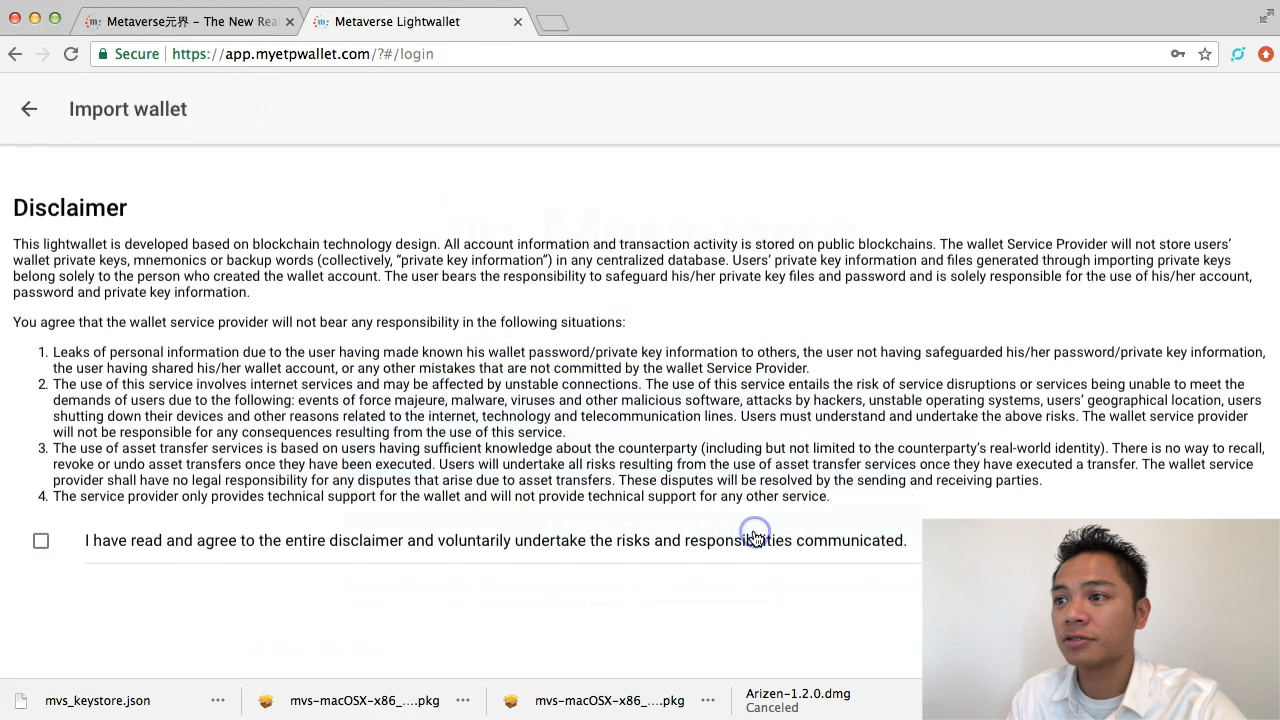 Metaverse元界 - The New Rea
Metaverse Lightwallet
Secure https://app.myetpwallet.com/?#/login
Import wallet
Disclaimer
This lightwallet is developed based on blockchain technology design. All account information and transaction activity is stored on public blockchains. The wallet Service Provider will not store users’
wallet private keys, mnemonics or backup words (collectively, “private key information”) in any centralized database. Users’ private key information and files generated through importing private keys
belong solely to the person who created the wallet account. The user bears the responsibility to safeguard his/her private key files and password and is solely responsible for the use of his/her account,
password and private key information.
You agree that the wallet service provider will not bear any responsibility in the following situations:
1. Leaks of personal information due to the user having made known his wallet password/private key information to others, the user not having safeguarded his/her password/private key information,
the user having shared his/her wallet account, or any other mistakes that are not committed by the wallet Service Provider.
2. The use of this service involves internet services and may be affected by unstable connections. The use of this service entails the risk of service disruptions or services being unable to meet the
demands of users due to the following: events of force majeure, malware, viruses and other malicious software, attacks by hackers, unstable operating systems, users’ geographical location, users
shutting down their devices and other reasons related to the internet, technology and telecommunication lines. Users must understand and undertake the above risks. The wallet service provider
will not be responsible for any consequences resulting from the use of this service.
3. The use of asset transfer services is based on users having sufficient knowledge about the counterparty (including but not limited to the counterparty’s real-world identity). There is no way to recall,
revoke or undo asset transfers once they have been executed. Users will undertake all risks resulting from the use of asset transfer services once they have executed a transfer. The wallet service
provider shall have no legal responsibility for any disputes that arise due to asset transfers. These disputes will be resolved by the sending and receiving parties.
4. The service provider only provides technical support for the wallet and will not provide technical support for any other service.
I have read and agree to the entire disclaimer and voluntarily undertake the risks and responsibilities communicated.
mvs_keystore.json
mvs-macOSX-x86_....pkg
mvs-macOSX-x86_....pkg
Arizen-1.2.0.dmg
Canceled